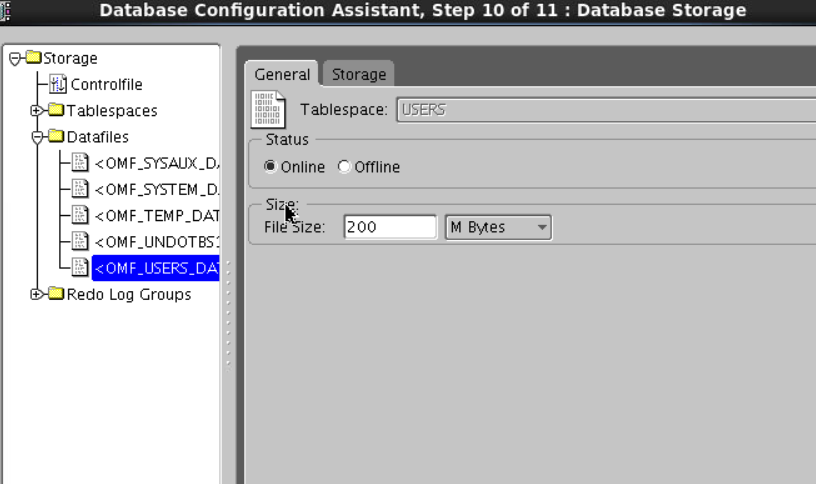 Database Configuration Assistant, Step 10 of 11 : Database Storage
Storage
Controlfile
Tablespaces
Datafiles
<OMF_SYSAUX_DA
<OMF_SYSTEM_D
<OMF_TEMP_DAT
<OMF_UNDOTBS1
<OMF_USERS_DAT
Redo Log Groups
General
Storage
Tablespace: USERS
Status
Online
Offline
Size:
File Size: 200 M Bytes